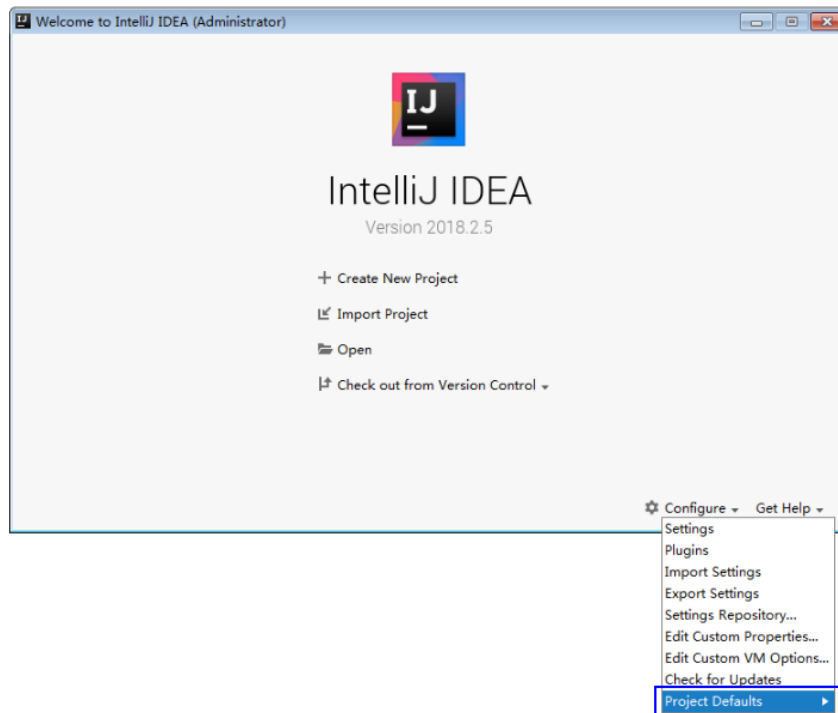 Welcome to IntelliJ IDEA (Administrator)
IJ
IntelliJ IDEA
Version 2018.2.5
Create New Project
Import Project
Open
Check out from Version Control
Configure Get Help
Settings
Plugins
Import Settings
Export Settings
Settings Repository...
Edit Custom Properties...
Edit Custom VM Options...
Check for Updates
Project Defaults